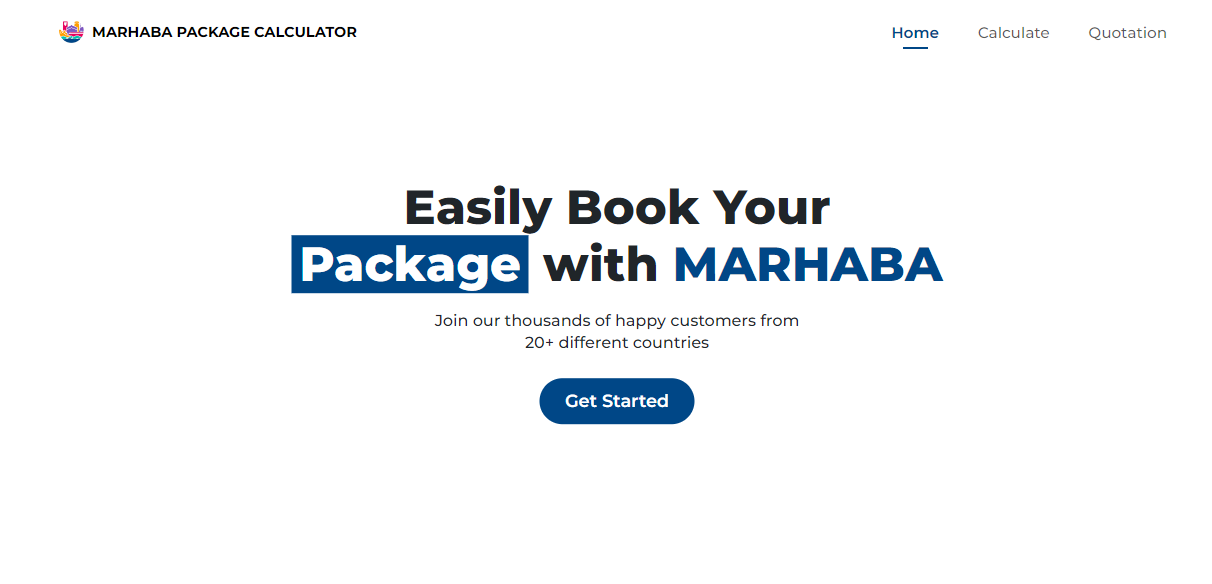 MARHABA PACKAGE CALCULATOR
Home
Calculate
Quotation
Easily Book Your
Package with MARHABA
Join our thousands of happy customers from
20+ different countries
Get Started